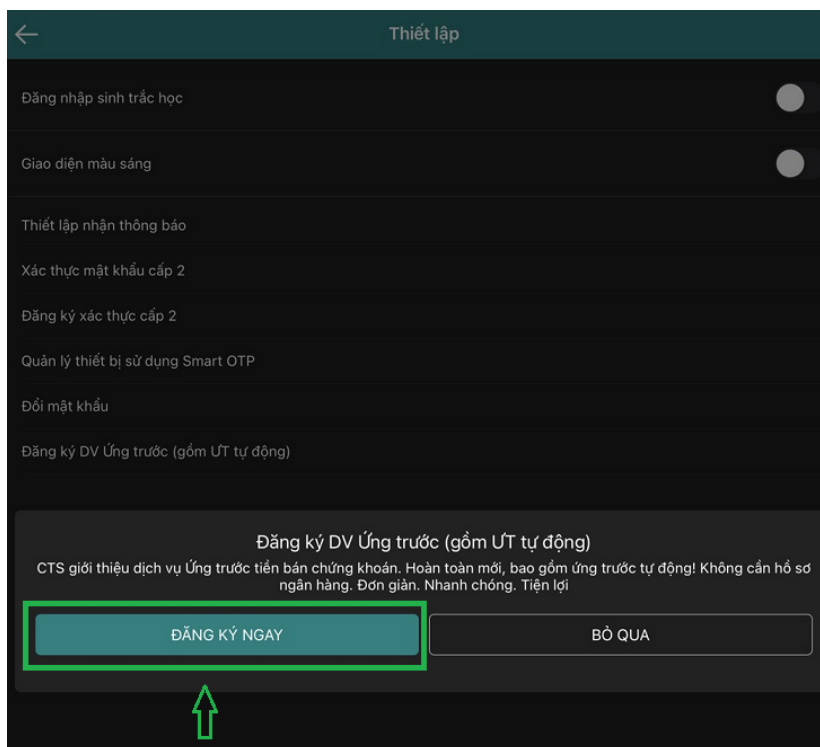 Thiết lập
Đăng nhập sinh trắc học
Giao diện màu sáng
Thiết lập nhận thông báo
Xác thực mật khẩu cấp 2
Đăng ký xác thực cấp 2
Quản lý thiết bị sử dụng Smart OTP
Đổi mật khẩu
Đăng ký DV Ứng trước (gồm ƯT tự động)
Đăng ký DV Ứng trước (gồm ƯT tự động)
CTS giới thiệu dịch vụ Ứng trước tiền bán chứng khoán. Hoàn toàn mới, bao gồm ứng trước tự động! Không cần hồ sơ
ngân hàng. Đơn giản. Nhanh chóng. Tiện lợi
ĐĂNG KÝ NGAY
BỎ QUA